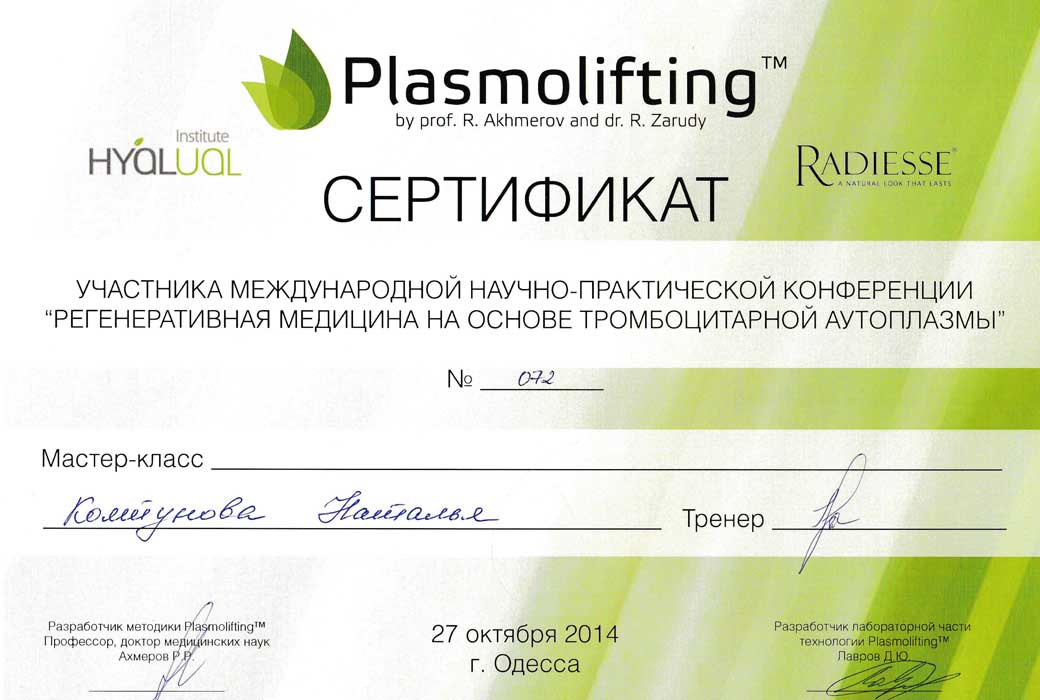 Plasmolifting™
by prof. R. Akhmerov and dr. R. Zarudy
Institute
HYALUAL
RADIESSE®
A NATURAL LOOK THAT LASTS
СЕРТИФИКАТ
УЧАСТНИКА МЕЖДУНАРОДНОЙ НАУЧНО-ПРАКТИЧЕСКОЙ КОНФЕРЕНЦИИ
“РЕГЕНЕРАТИВНАЯ МЕДИЦИНА НА ОСНОВЕ ТРОМБОЦИТАРНОЙ АУТОПЛАЗМЫ”
№ 072
Мастер-класс
Комтунова Наталья
Тренер
Разработчик методики Plasmolifting™
Профессор, доктор медицинских наук
Ахмеров Р.Р.
27 октября 2014
г. Одесса
Разработчик лабораторной части
технологии Plasmolifting™
Лавров Д.Ю.